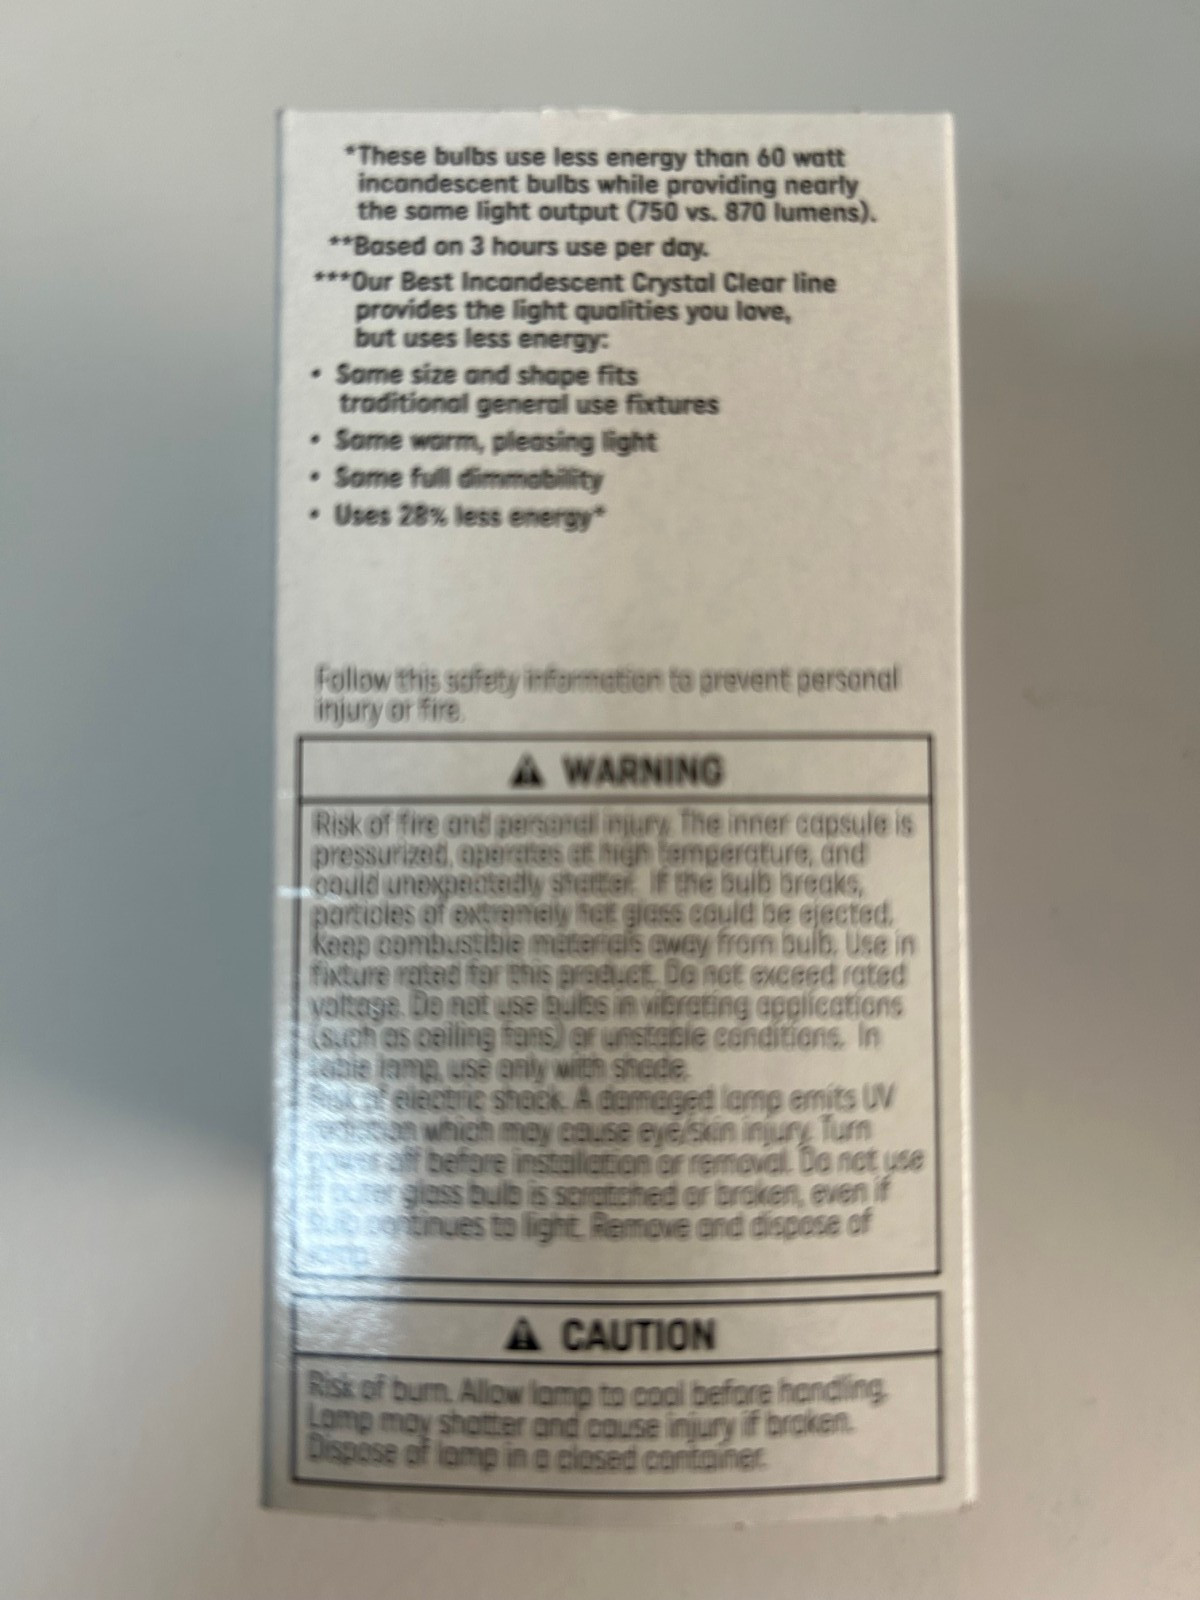 *These bulbs use less energy than 60 watt
incandescent bulbs while providing nearly
the same light output (750 vs. 870 lumens).
**Based on 3 hours use per day.
***Our Best Incandescent Crystal Clear line
provides the light qualities you love,
but uses less energy:
• Same size and shape fits
traditional general use fixtures
• Same warm, pleasing light
• Same full dimmability
• Uses 28% less energy*
Follow this safety information to prevent personal
injury or fire.
⚠ WARNING
Risk of fire and personal injury. The inner capsule is
pressurized, operates at high temperature, and
could unexpectedly shatter. If the bulb breaks,
particles of extremely hot glass could be ejected.
Keep combustible materials away from bulb. Use in
fixture rated for this product. Do not exceed rated
voltage. Do not use bulbs in vibrating applications
(such as ceiling fans) or unstable conditions. In
table lamp, use only with shade.
Risk of electric shock. A damaged lamp emits UV
radiation which may cause eye/skin injury. Turn
power off before installation or removal. Do not use
if outer glass bulb is scratched or broken, even if
bulb continues to light. Remove and dispose of
lamp.
⚠ CAUTION
Risk of burn. Allow lamp to cool before handling.
Lamp may shatter and cause injury if broken.
Dispose of lamp in a closed container.